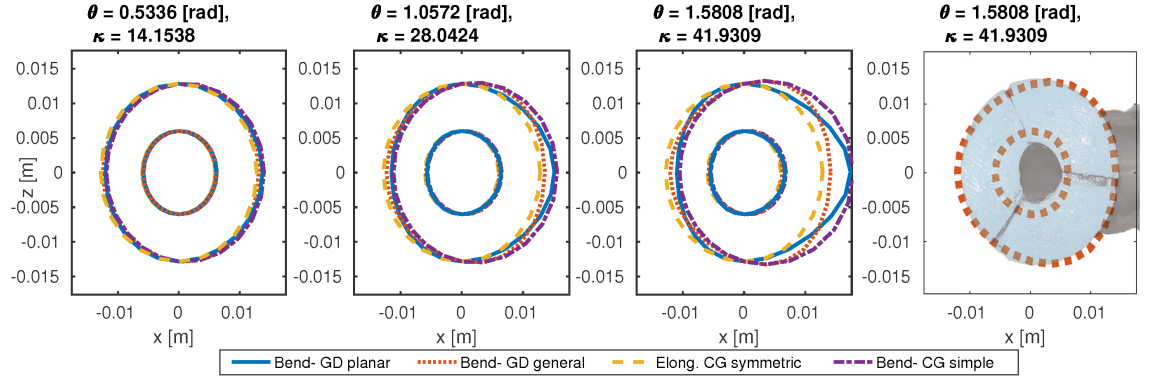 θ = 0.5336 [rad],
κ = 14.1538
θ = 1.0572 [rad],
κ = 28.0424
θ = 1.5808 [rad],
κ = 41.9309
θ = 1.5808 [rad],
κ = 41.9309
0.015
0.01
0.005
0
-0.005
-0.01
-0.015
-z [m]
-0.01 0 0.01
x [m]
0.015
0.01
0.005
0
-0.005
-0.01
-0.015
-0.01 0 0.01
x [m]
0.015
0.01
0.005
0
-0.005
-0.01
-0.015
-0.01 0 0.01
x [m]
0.015
0.01
0.005
0
-0.005
-0.01
-0.015
-0.01 0 0.01
x [m]
Bend- GD planar Bend- GD general Elong. CG symmetric Bend- CG simple